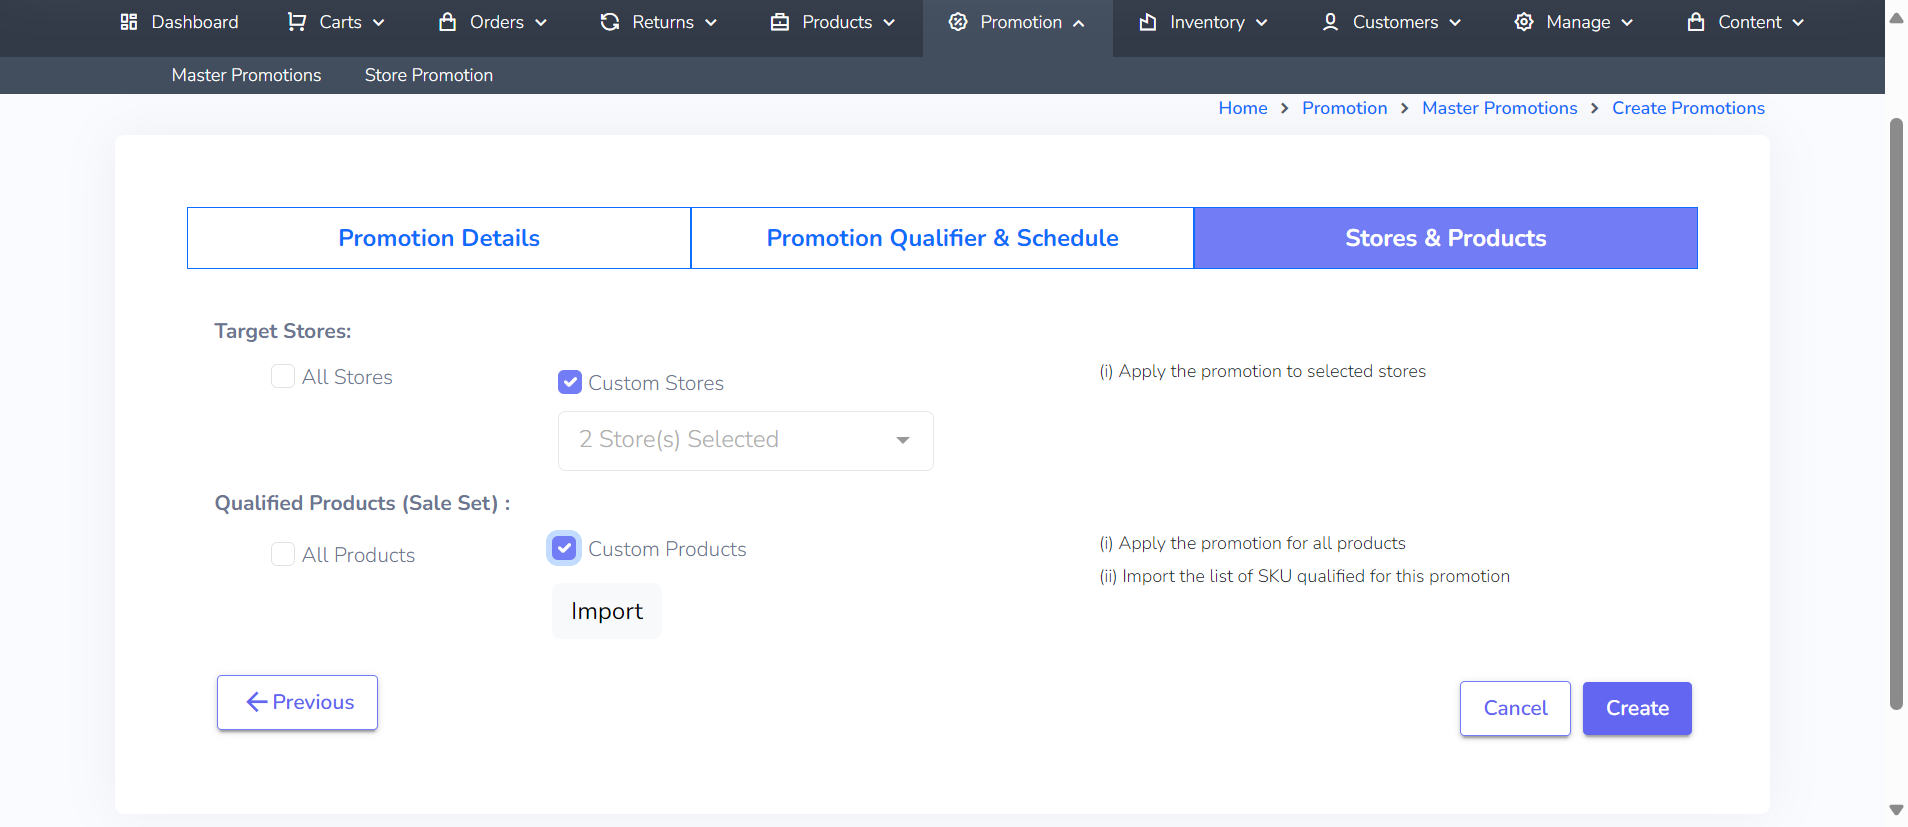 Dashboard Carts Orders Returns Products Promotion Inventory Customers Manage Content
Master Promotions Store Promotion
Home > Promotion > Master Promotions > Create Promotions
Promotion Details Promotion Qualifier & Schedule Stores & Products
Target Stores:
All Stores Custom Stores (i) Apply the promotion to selected stores
2 Store(s) Selected
Qualified Products (Sale Set) :
All Products Custom Products (i) Apply the promotion for all products
(ii) Import the list of SKU qualified for this promotion
Import
Previous Cancel Create